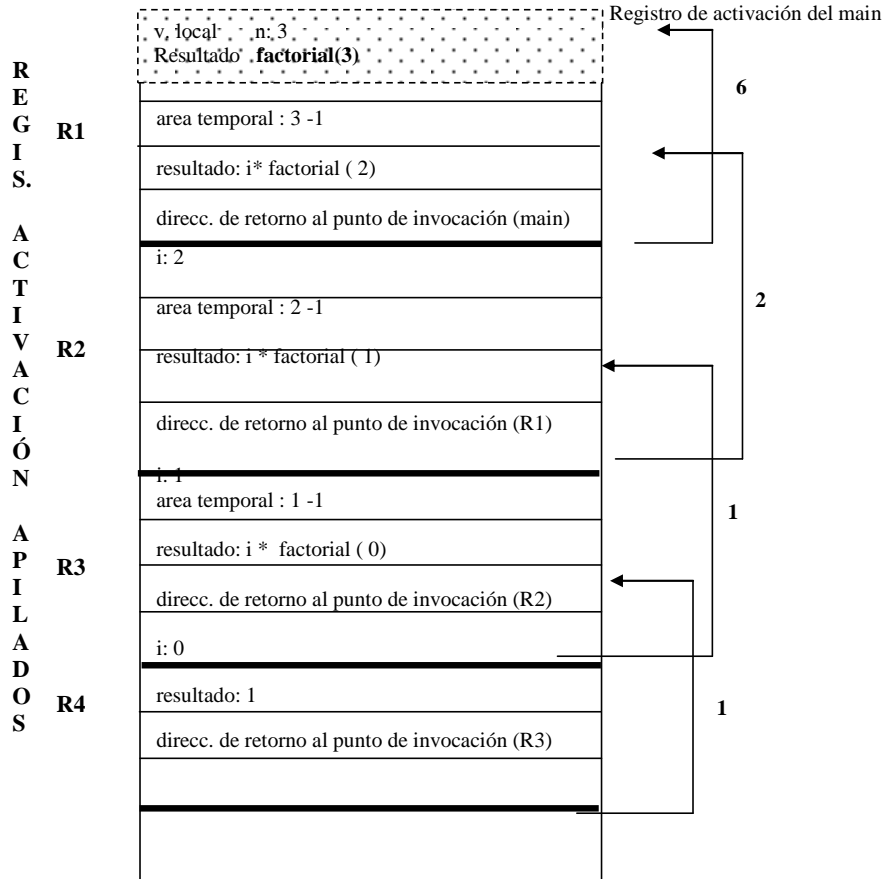 Registro de activación del main
v. local n: 3
Resultado factorial(3)
6
REGIS. ACTIVACIÓN APILADOS
R1
area temporal : 3 -1
resultado: i* factorial ( 2)
direcc. de retorno al punto de invocación (main)
i: 2
area temporal : 2 -1
2
R2
resultado: i * factorial ( 1)
direcc. de retorno al punto de invocación (R1)
i: 1
area temporal : 1 -1
1
resultado: i * factorial ( 0)
R3
direcc. de retorno al punto de invocación (R2)
i: 0
resultado: 1
R4
1
direcc. de retorno al punto de invocación (R3)